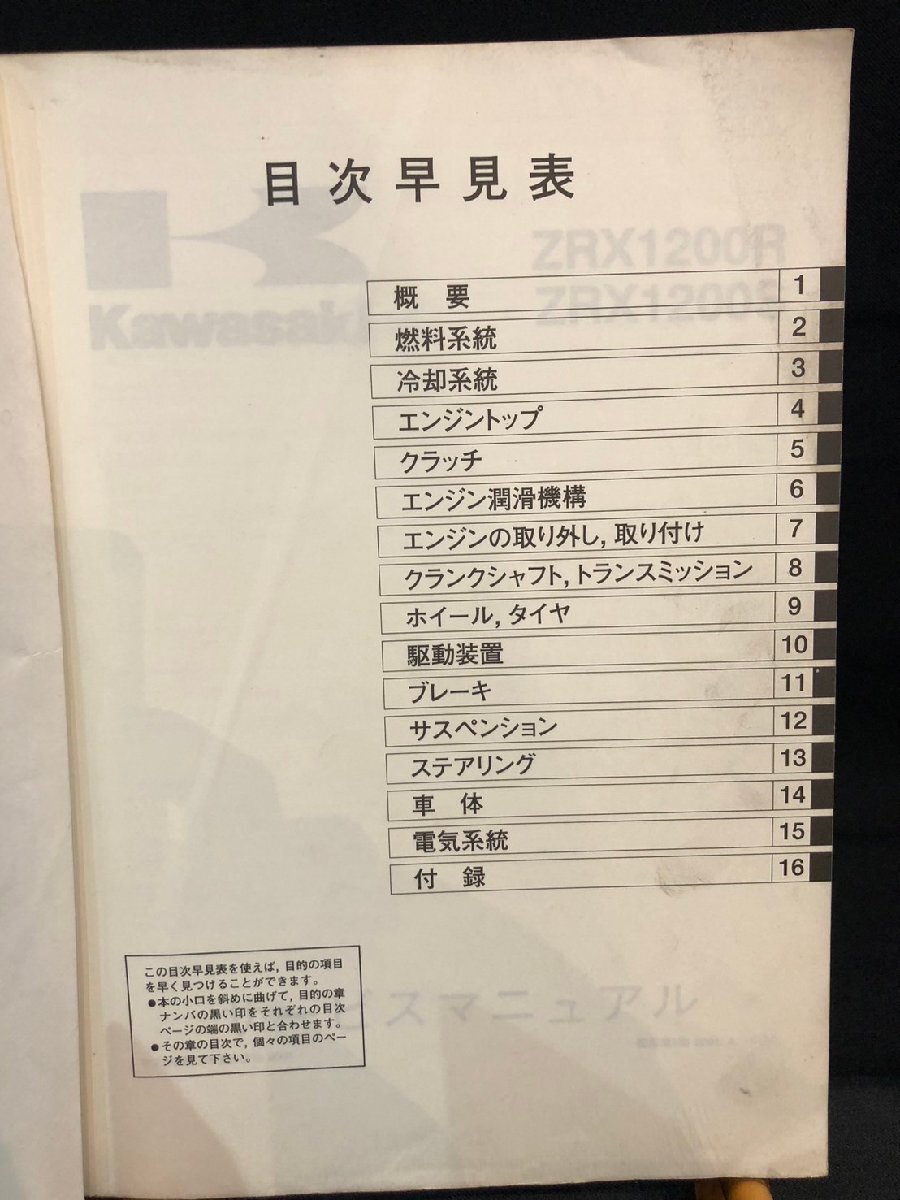 目次早見表
Kawasaki
ZRX1200R
ZRX1200S
概 要 1
燃料系統 2
冷却系統 3
エンジントップ 4
クラッチ 5
エンジン潤滑機構 6
エンジンの取り外し, 取り付け 7
クランクシャフト, トランスミッション 8
ホイール, タイヤ 9
駆動装置 10
ブレーキ 11
サスペンション 12
ステアリング 13
車 体 14
電気系統 15
付 録 16
この目次早見表を使えば, 目的の項目
を早く見つけることができます。
●本の小口を斜めに曲げて, 目的の章
ナンバの黒い印をそれぞれの目次
ページの端の黒い印と合わせます。
●その章の目次で, 個々の項目のペー
ジを見て下さい。
ビスマニュアル